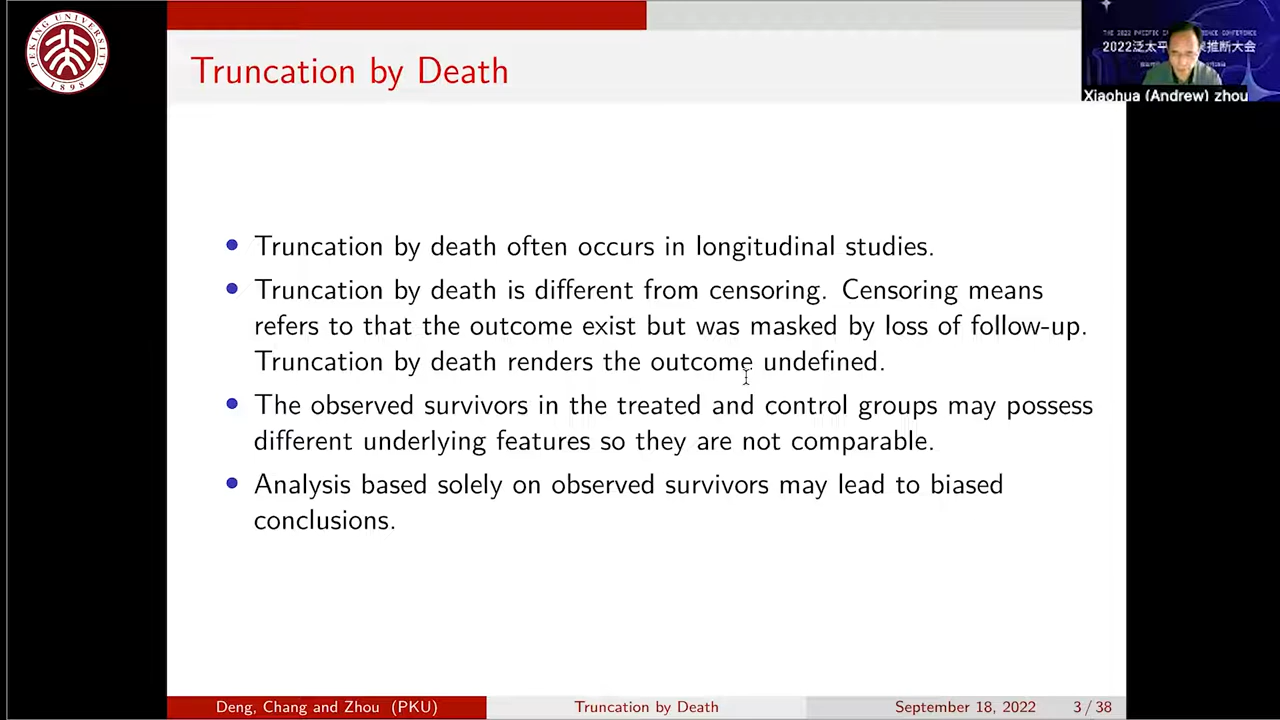 PEKING UNIVERSITY
1898
Truncation by Death
THE 2022 PACIFIC
CONFERENCE
2022泛太平
推断大会
Xiaohua (Andrew) zhou
Truncation by death often occurs in longitudinal studies.
Truncation by death is different from censoring. Censoring means
refers to that the outcome exist but was masked by loss of follow-up.
Truncation by death renders the outcome undefined.
The observed survivors in the treated and control groups may possess
different underlying features so they are not comparable.
Analysis based solely on observed survivors may lead to biased
conclusions.
Deng, Chang and Zhou (PKU)
Truncation by Death
September 18, 2022
3 / 38